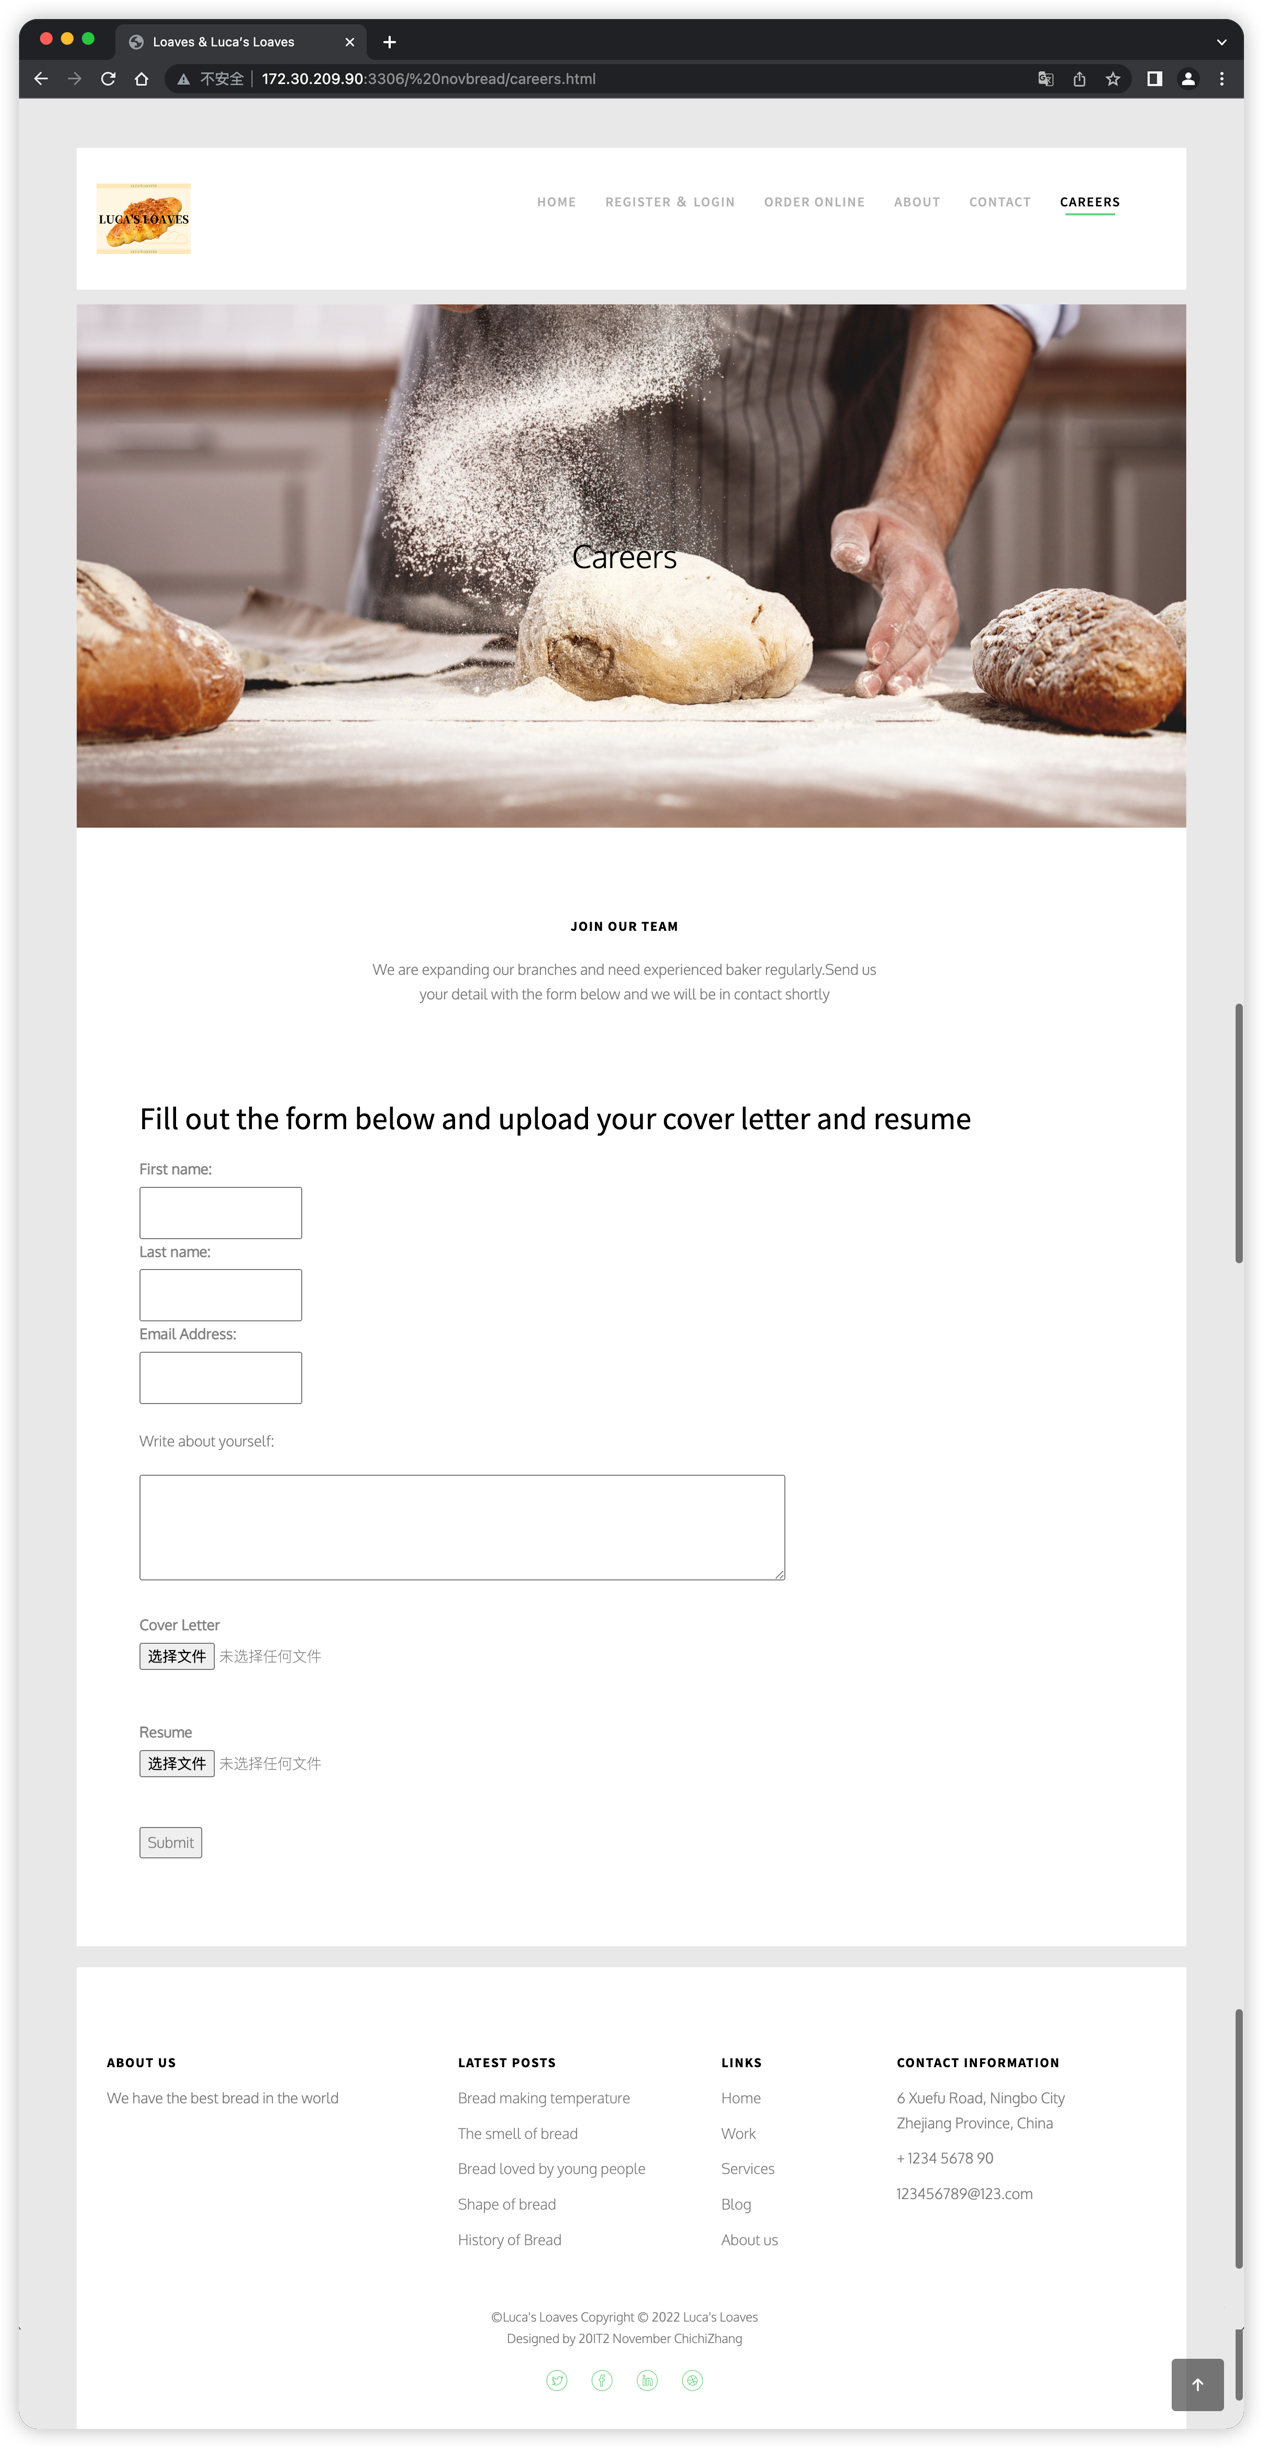 Loaves & Luca's Loaves
不安全 172.30.209.90:3306/%20novbread/careers.html
LUCA'S LOAVES
HOME REGISTER & LOGIN ORDER ONLINE ABOUT CONTACT CAREERS
Careers
JOIN OUR TEAM
We are expanding our branches and need experienced baker regularly.Send us
your detail with the form below and we will be in contact shortly
Fill out the form below and upload your cover letter and resume
First name:
Last name:
Email Address:
Write about yourself:
Cover Letter
选择文件 未选择任何文件
Resume
选择文件 未选择任何文件
Submit
ABOUT US
We have the best bread in the world
LATEST POSTS
Bread making temperature
The smell of bread
Bread loved by young people
Shape of bread
History of Bread
LINKS
Home
Work
Services
Blog
About us
CONTACT INFORMATION
6 Xuefu Road, Ningbo City
Zhejiang Province, China
+ 1234 5678 90
123456789@123.com
©Luca's Loaves Copyright © 2022 Luca's Loaves
Designed by 20IT2 November ChichiZhang